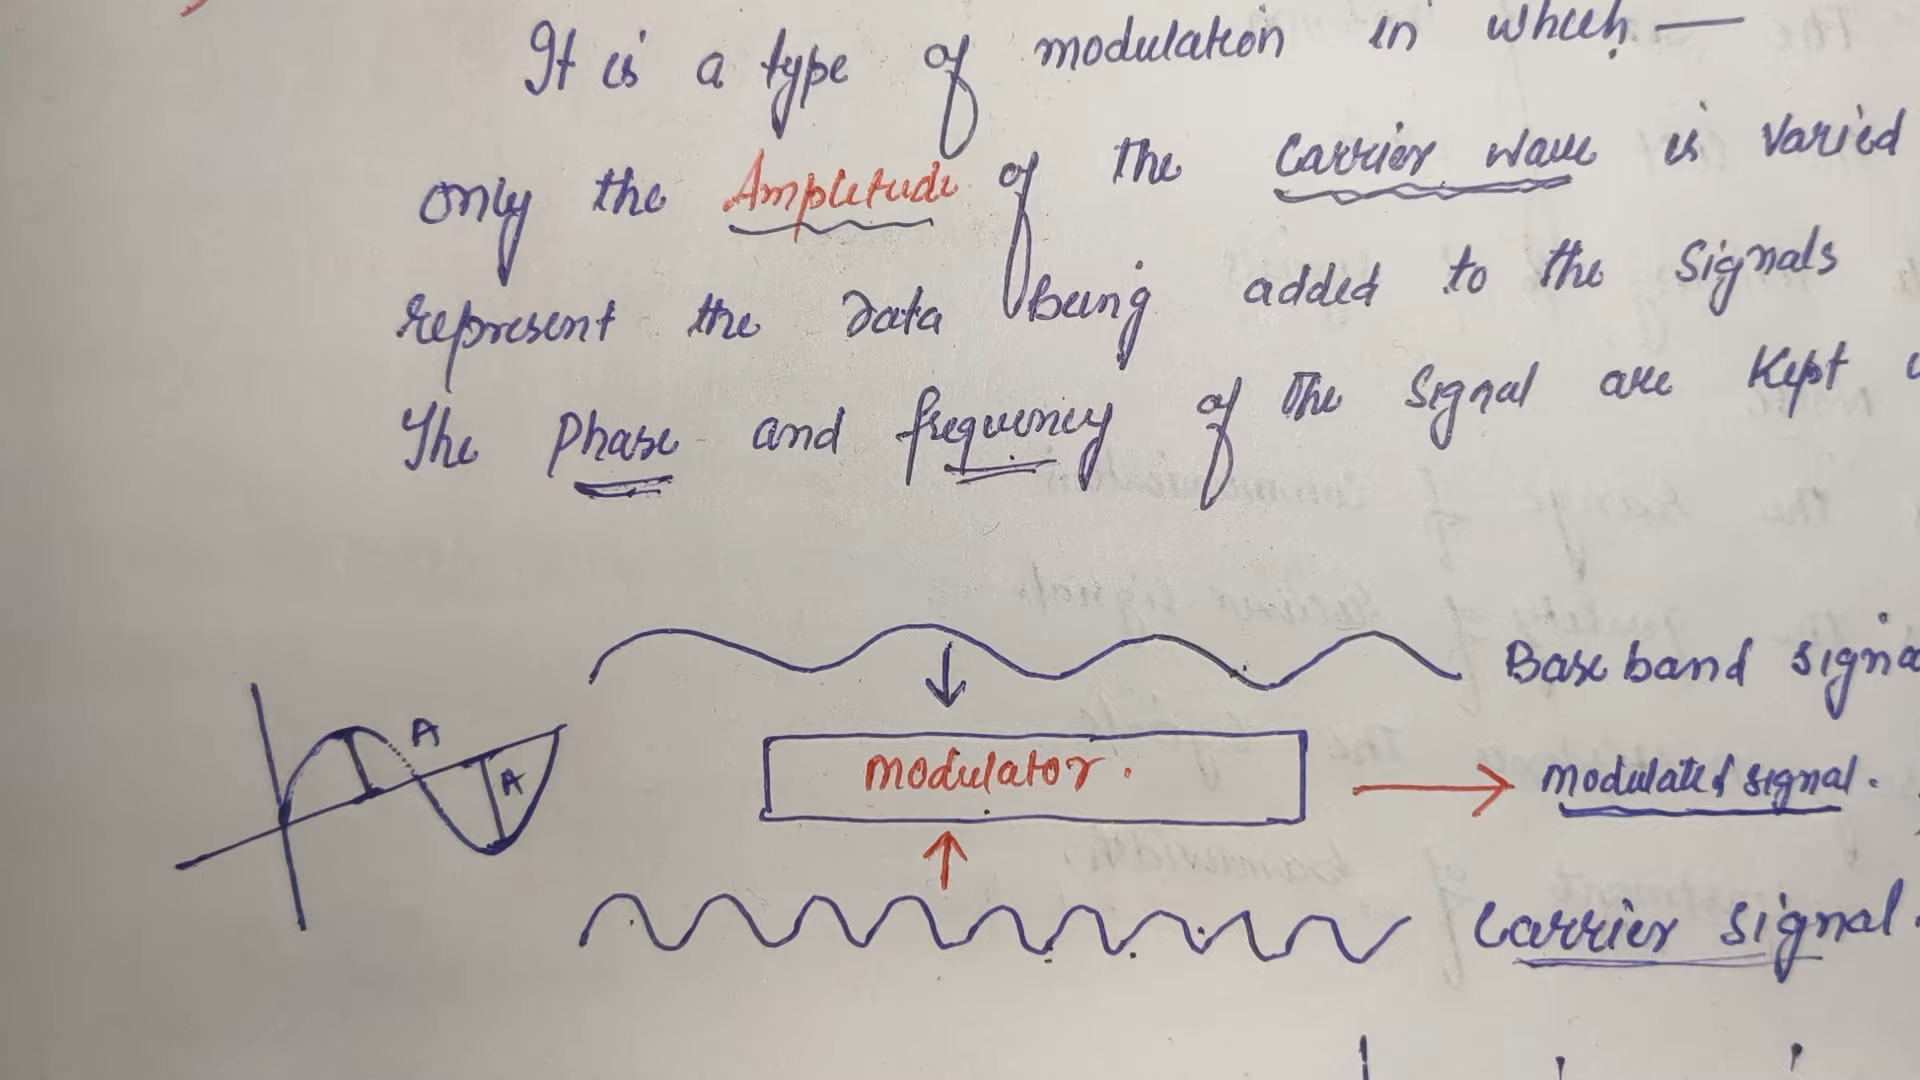 It is a type of modulation in which —
only the Amplitude of the Carrier wave is varied
represent the data being added to the signals
The phase and frequency of the signal are kept
Base band signa
A
A
modulator.
modulated signal.
Carrier signal.